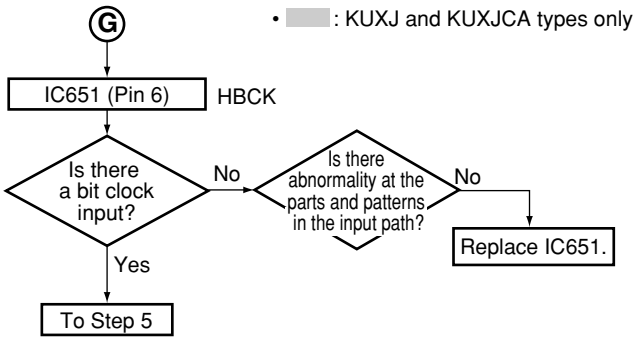 G
• : KUXJ and KUXJCA types only
IC651 (Pin 6)
HBCK
Is there
a bit clock
input?
No
Is there
abnormality at the
parts and patterns
in the input path?
No
Replace IC651.
Yes
To Step 5